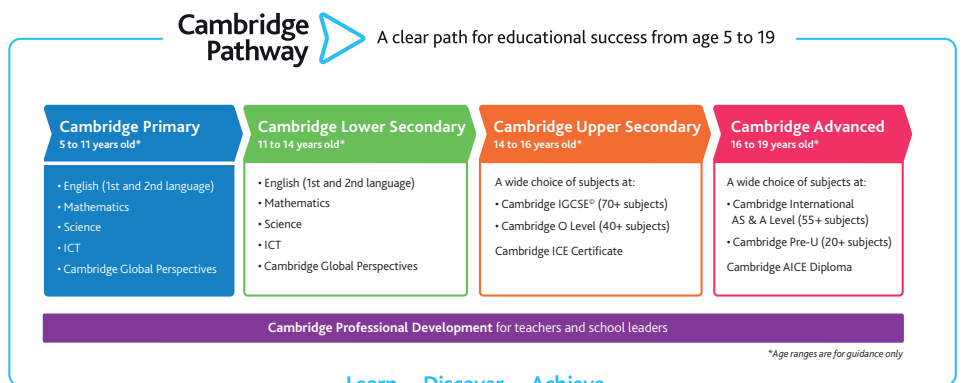 Cambridge
Pathway
A clear path for educational success from age 5 to 19
Cambridge Primary
5 to 11 years old*
• English (1st and 2nd language)
• Mathematics
• Science
• ICT
• Cambridge Global Perspectives
Cambridge Lower Secondary
11 to 14 years old*
• English (1st and 2nd language)
• Mathematics
• Science
• ICT
• Cambridge Global Perspectives
Cambridge Upper Secondary
14 to 16 years old*
A wide choice of subjects at:
• Cambridge IGCSE© (70+ subjects)
• Cambridge O Level (40+ subjects)
Cambridge ICE Certificate
Cambridge Advanced
16 to 19 years old*
A wide choice of subjects at:
• Cambridge International
AS & A Level (55+ subjects)
• Cambridge Pre-U (20+ subjects)
Cambridge AICE Diploma
Cambridge Professional Development for teachers and school leaders
*Age ranges are for guidance only
Learn Discover Achieve